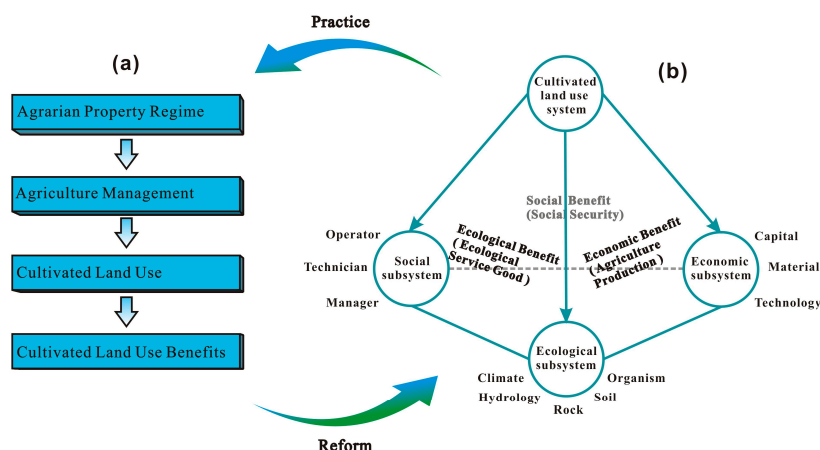 Practice
(a)
Agrarian Property Regime
Agriculture Management
Cultivated Land Use
Cultivated Land Use Benefits
Reform
(b)
Cultivated
land use
system
Social Benefit
(Social Security)
Ecological Benefit
( Ecological
Service Good )
Economic Benefit
( Agriculture
Production )
Operator
Technician
Manager
Social
subsystem
Economic
subsystem
Capital
Material
Technology
Ecological
subsystem
Climate
Hydrology
Rock
Soil
Organism